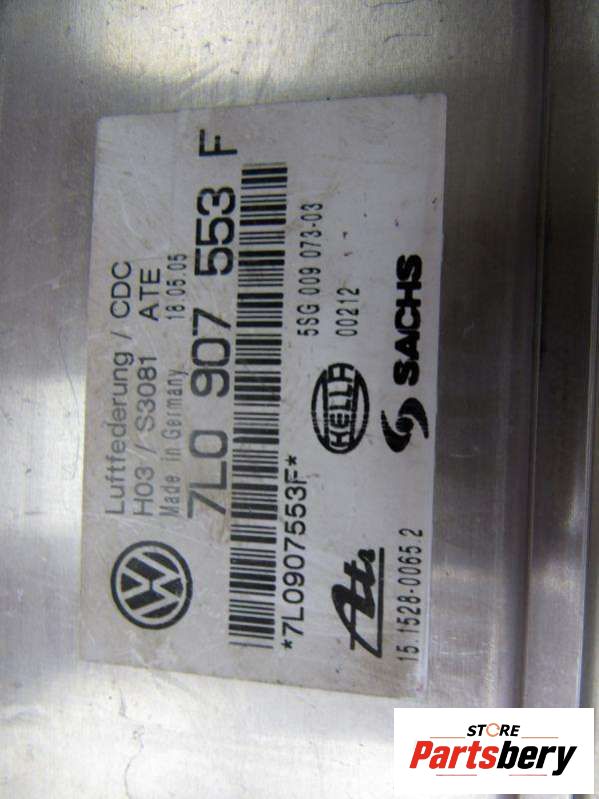 Luftfederung / CDC
H03 / S3081 ATE
Made in Germany 18.05.05
7L0 907 553 F
*7L0907553F*
5SG 009 073-03
00212
HELLA
SACHS
Ate
15.1528-0065.2
STORE
Partsbery